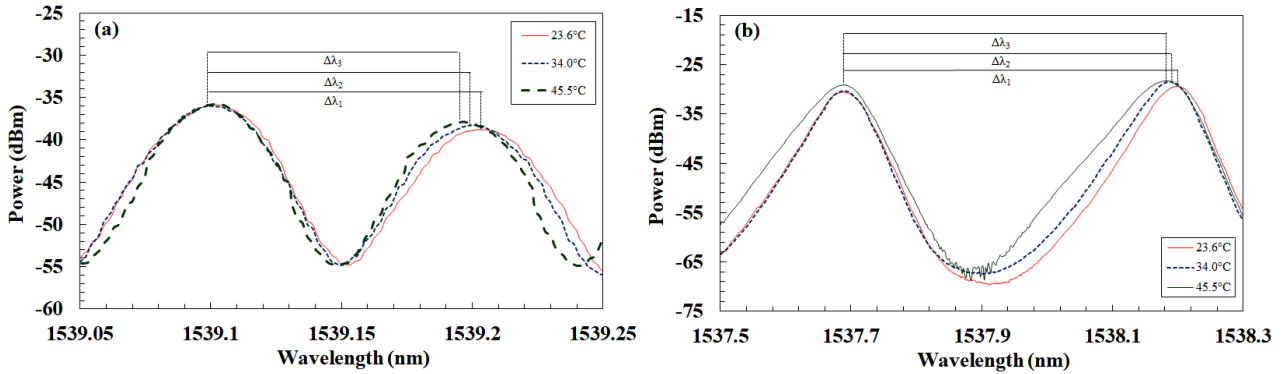 (a)
Power (dBm)
-25
-30
-35
-40
-45
-50
-55
-60
Δλ₃
Δλ₂
Δλ₁
23.6°C
34.0°C
45.5°C
1539.05 1539.1 1539.15 1539.2 1539.25
Wavelength (nm)
(b)
Power (dBm)
-15
-25
-35
-45
-55
-65
-75
Δλ₃
Δλ₂
Δλ₁
23.6°C
34.0°C
45.5°C
1537.5 1537.7 1537.9 1538.1 1538.3
Wavelength (nm)